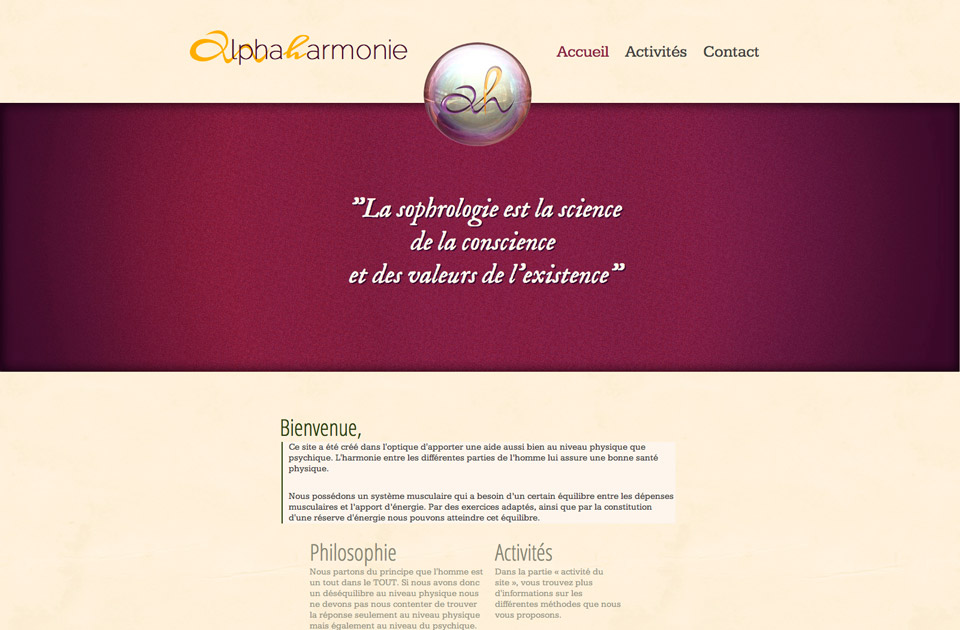 alphaharmonie
ah
Accueil Activités Contact
"La sophrologie est la science
de la conscience
et des valeurs de l'existence"
Bienvenue,
Ce site a été créé dans l'optique d'apporter une aide aussi bien au niveau physique que
psychique. L'harmonie entre les différentes parties de l'homme lui assure une bonne santé
physique.
Nous possédons un système musculaire qui a besoin d'un certain équilibre entre les dépenses
musculaires et l'apport d'énergie. Par des exercices adaptés, ainsi que par la constitution
d'une réserve d'énergie nous pouvons atteindre cet équilibre.
Philosophie
Nous partons du principe que l'homme est
un tout dans le TOUT. Si nous avons donc
un déséquilibre au niveau physique nous
ne devons pas nous contenter de trouver
la réponse seulement au niveau physique
mais également au niveau du psychique.
Activités
Dans la partie « activité du
site », vous trouvez plus
d'informations sur les
différentes méthodes que nous
vous proposons.